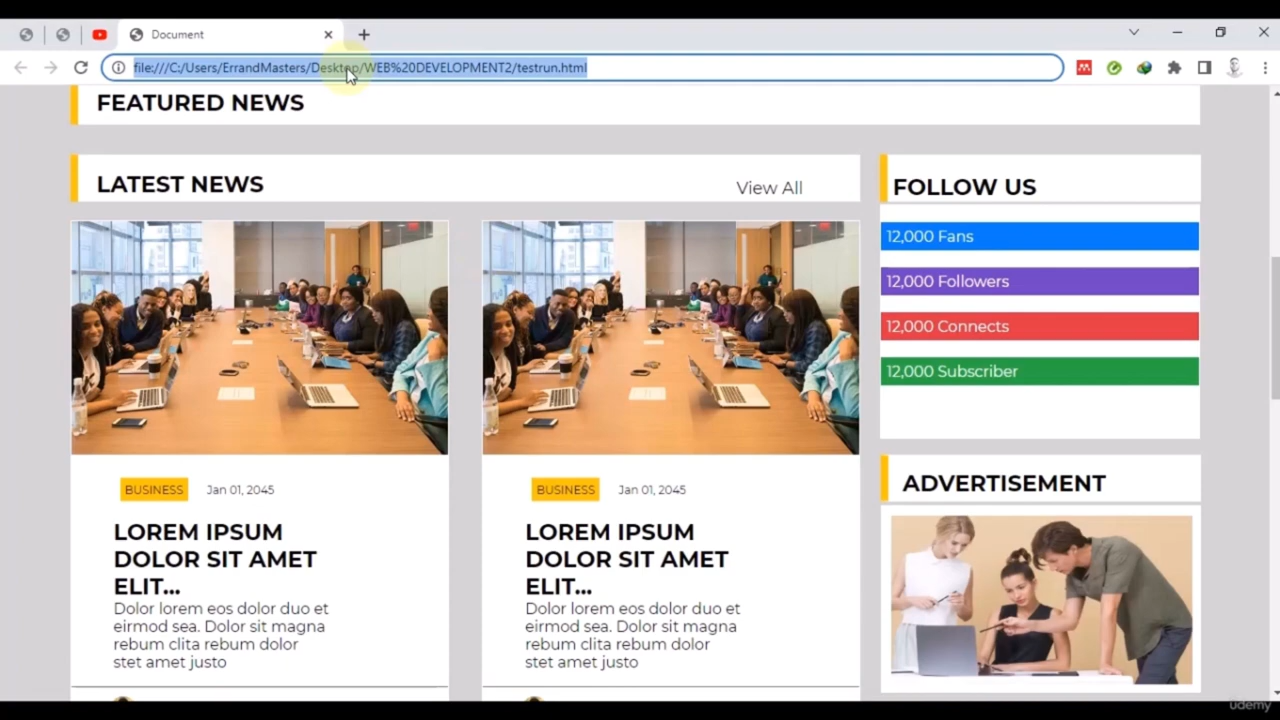 Document
file:///C:/Users/ErrandMasters/Desktop/WEB%20DEVELOPMENT2/testrun.html
FEATURED NEWS
LATEST NEWS
View All
BUSINESS
Jan 01, 2045
LOREM IPSUM
DOLOR SIT AMET
ELIT...
Dolor lorem eos dolor duo et
eirmod sea. Dolor sit magna
rebum clita rebum dolor
stet amet justo
BUSINESS
Jan 01, 2045
LOREM IPSUM
DOLOR SIT AMET
ELIT...
Dolor lorem eos dolor duo et
eirmod sea. Dolor sit magna
rebum clita rebum dolor
stet amet justo
FOLLOW US
12,000 Fans
12,000 Followers
12,000 Connects
12,000 Subscriber
ADVERTISEMENT
ûdemy